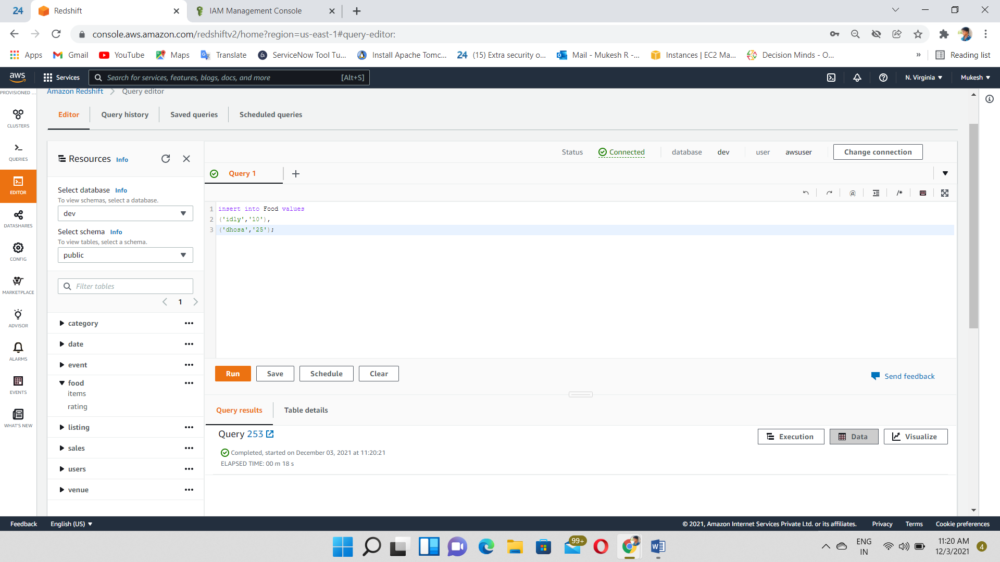 24
Redshift
IAM Management Console
console.aws.amazon.com/redshiftv2/home?region=us-east-1#query-editor:
Apps
Gmail
YouTube
Maps
Translate
ServiceNow Tool Tu...
Install Apache Tomc...
24
(15) Extra security o...
Mail - Mukesh R -...
Instances | EC2 Ma...
Decision Minds - O...
»
Reading list
aws
Services
Search for services, features, blogs, docs, and more
[Alt+S]
N. Virginia
Mukesh
PROVISIONED ...
CLUSTERS
QUERIES
EDITOR
DATASHARES
CONFIG
MARKETPLACE
ADVISOR
ALARMS
EVENTS
WHAT'S NEW
Amazon Redshift > Query editor
Editor
Query history
Saved queries
Scheduled queries
Resources Info
Select database Info
To view schemas, select a database.
dev
Select schema Info
To view tables, select a schema.
public
Filter tables
< 1 >
category
date
event
food
items
rating
listing
sales
users
venue
Status Connected database dev user awsuser Change connection
Query 1
1 insert into Food values
2 ('idly','10'),
3 ('dhosa','25');
Run
Save
Schedule
Clear
Send feedback
Query results
Table details
Query 253
Execution
Data
Visualize
Completed, started on December 03, 2021 at 11:20:21
ELAPSED TIME: 00 m 18 s
Feedback
English (US)
© 2021, Amazon Internet Services Private Ltd. or its affiliates.
Privacy
Terms
Cookie preferences
99+
ENG
IN
11:20 AM
12/3/2021
4